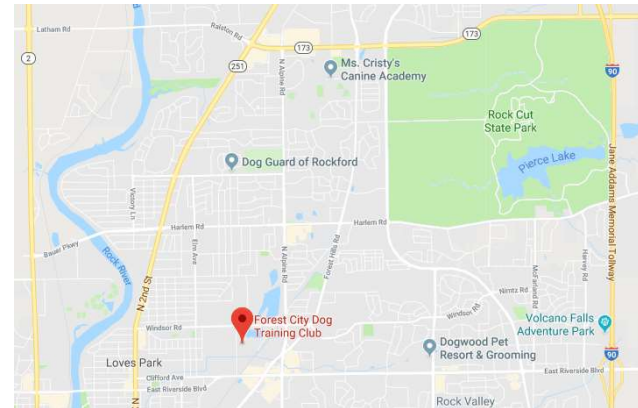 Latham Rd
Ralston Rd
173
173
2
251
N Alpine Rd
Ms. Cristy's
Canine Academy
90
Rock Cut
State Park
Pierce Lake
Jane Addams Memorial Tollway
Dog Guard of Rockford
Victory Ln
Harlem Rd
Harlem Rd
Elm Ave
Bauer Pkwy
Rock River
N 2nd St
N Alpine Rd
Forest Hills Rd
McFarland Rd
Harvey Rd
Nimtz Rd
Windsor Rd
Forest City Dog
Training Club
Windsor Rd
Volcano Falls
Adventure Park
Dogwood Pet
Resort & Grooming
Loves Park
90
Clifford Ave
East Riverside Blvd
East Riverside Blvd
Rock Valley